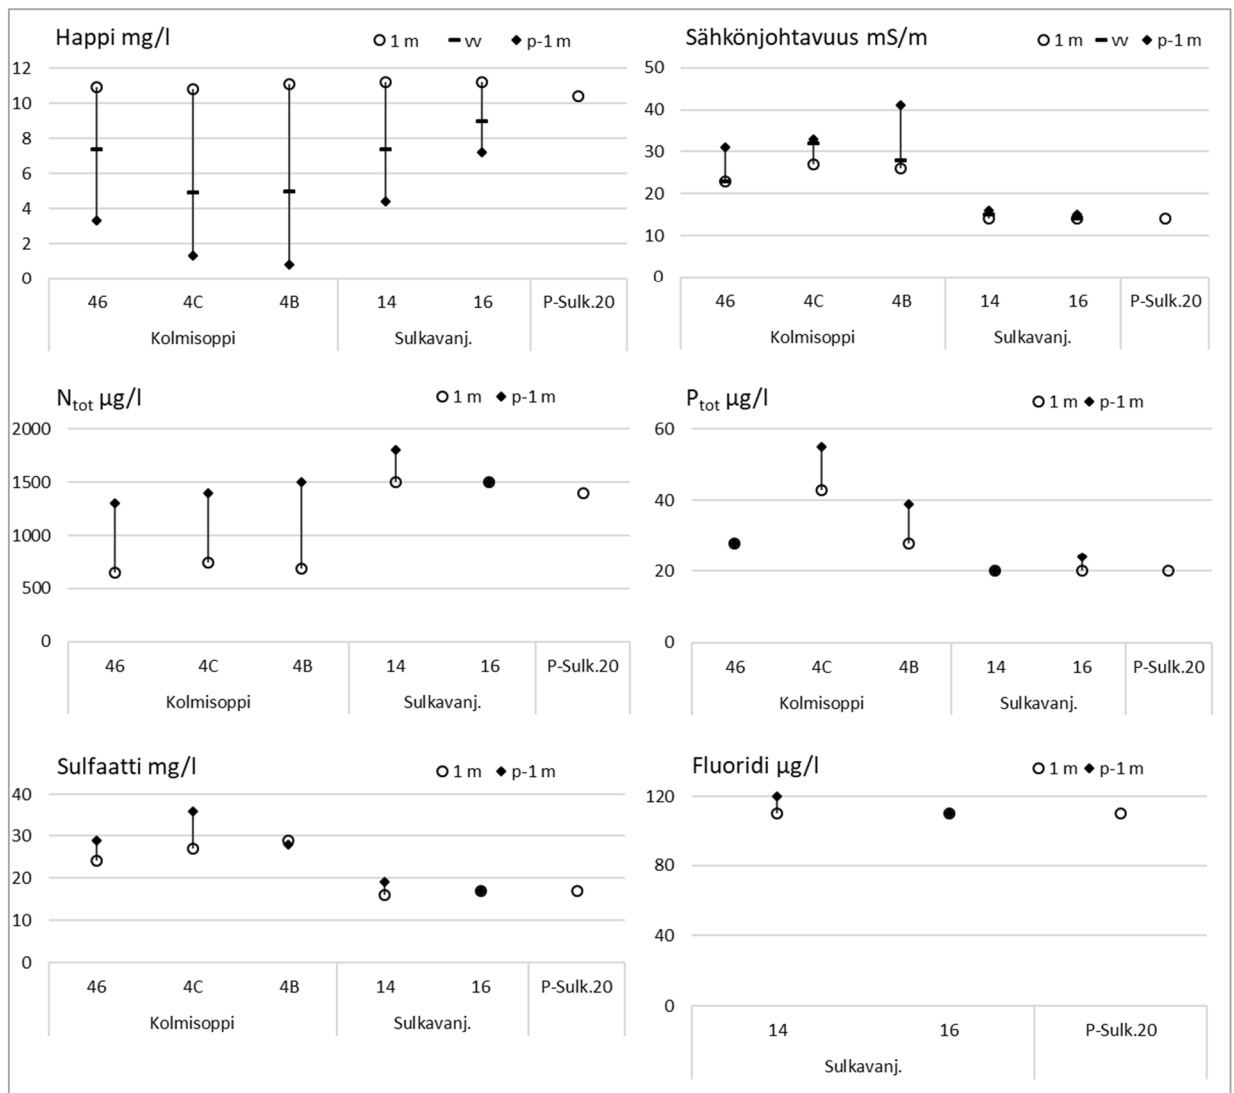 Happi mg/l
1 m vv p-1 m
12
10
8
6
4
2
0
46 4C 4B 14 16 P-Sulk.20
Kolmisoppi Sulkavanj.
Sähkönjohtavuus mS/m
1 m vv p-1 m
50
40
30
20
10
0
46 4C 4B 14 16 P-Sulk.20
Kolmisoppi Sulkavanj.
Ntot µg/l
1 m p-1 m
2000
1500
1000
500
0
46 4C 4B 14 16 P-Sulk.20
Kolmisoppi Sulkavanj.
Ptot µg/l
1 m p-1 m
60
40
20
0
46 4C 4B 14 16 P-Sulk.20
Kolmisoppi Sulkavanj.
Sulfaatti mg/l
1 m p-1 m
40
30
20
10
0
46 4C 4B 14 16 P-Sulk.20
Kolmisoppi Sulkavanj.
Fluoridi µg/l
1 m p-1 m
120
80
40
0
14 16 P-Sulk.20
Sulkavanj.